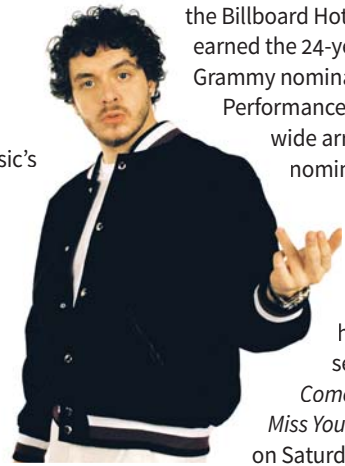 the Billboard Hot
earned the 24-ye
Grammy nomina
Performance
wide arr
sic's
nomin
h
se
Come
Miss You
on Saturd